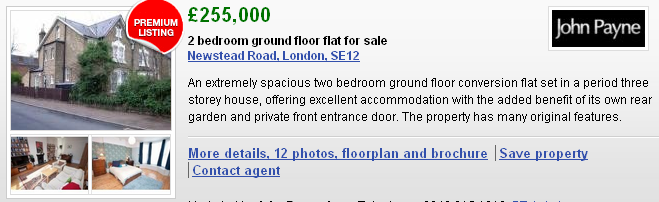 PREMIUM
LISTING
£255,000
2 bedroom ground floor flat for sale
Newstead Road, London, SE12
John Payne
An extremely spacious two bedroom ground floor conversion flat set in a period three
storey house, offering excellent accommodation with the added benefit of its own rear
garden and private front entrance door. The property has many original features.
More details, 12 photos, floorplan and brochure | Save property
| Contact agent